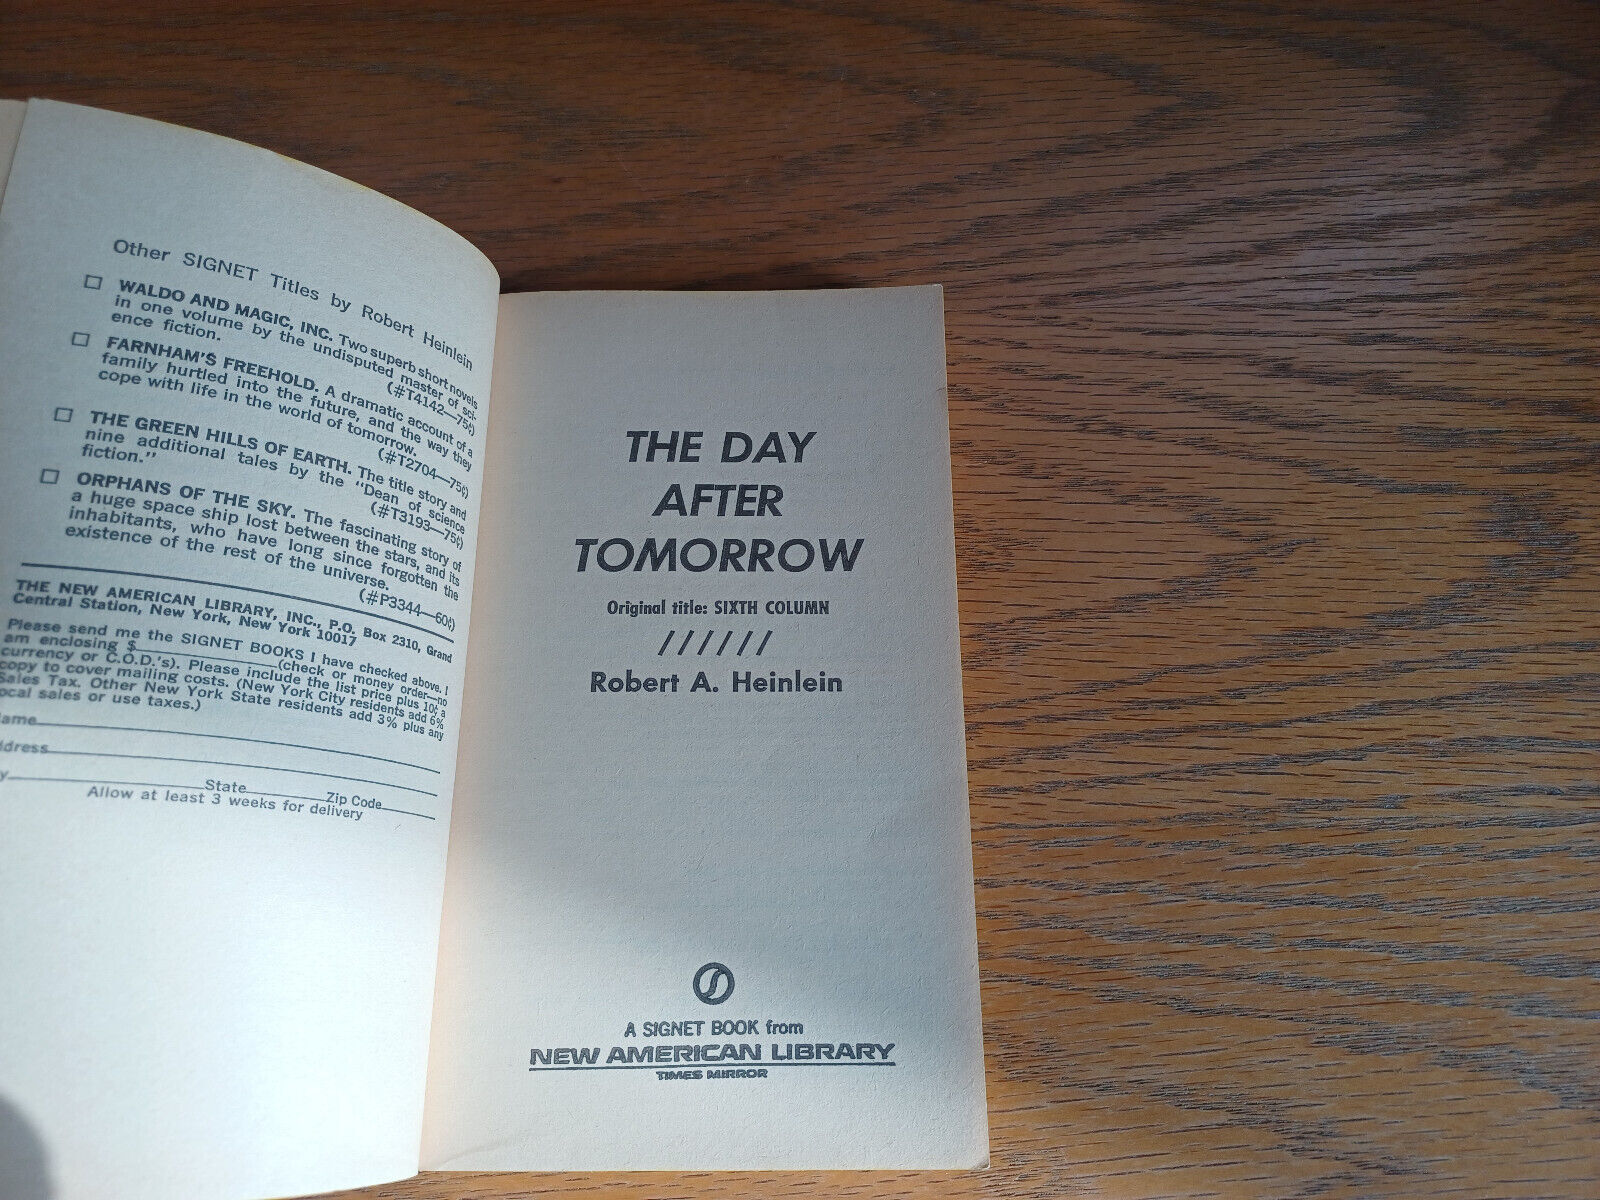 Other SIGNET Titles by Robert Heinlein
WALDO AND MAGIC, INC. Two superb short novels
in one volume by the undisputed master of sci-
ence fiction. (#T4142—75¢)
FARNHAM'S FREEHOLD. A dramatic account of a
family hurtled into the future, and the way they
cope with life in the world of tomorrow.
(#T2704—75¢)
THE GREEN HILLS OF EARTH. The title story and
nine additional tales by the "Dean of science
fiction." (#T3193—75¢)
ORPHANS OF THE SKY. The fascinating story of
a huge space ship lost between the stars, and its
inhabitants, who have long since forgotten the
existence of the rest of the universe.
(#P3344—60¢)
THE NEW AMERICAN LIBRARY, INC., P.O. Box 2310, Grand
Central Station, New York, New York 10017
Please send me the SIGNET BOOKS I have checked above. I
am enclosing $ (check or money order—no
currency or C.O.D.'s). Please include the list price plus 10¢ a
copy to cover mailing costs. (New York City residents add 6%
Sales Tax. Other New York State residents add 3% plus any
ocal sales or use taxes.)
ame
ddress
y State Zip Code
Allow at least 3 weeks for delivery
THE DAY
AFTER
TOMORROW
Original title: SIXTH COLUMN
//////
Robert A. Heinlein
A SIGNET BOOK from
NEW AMERICAN LIBRARY
TIMES MIRROR